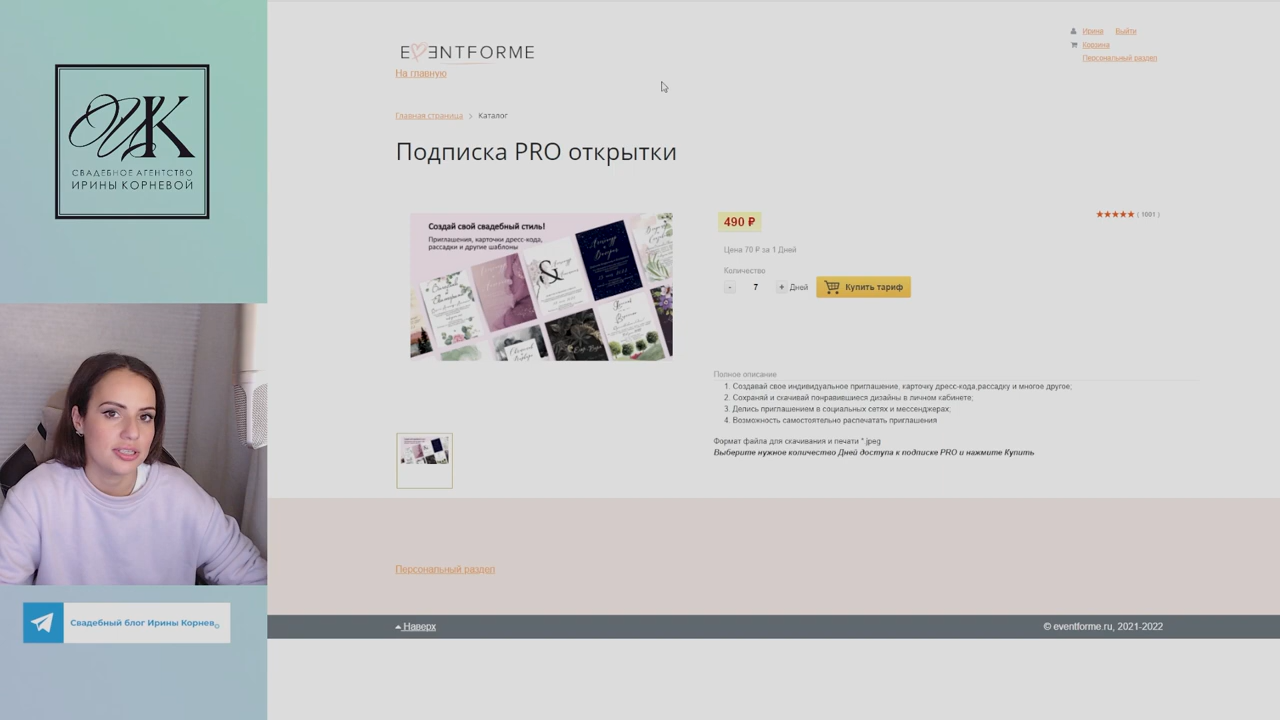 ИК
СВАДЕБНОЕ АГЕНТСТВО
ИРИНЫ КОРНЕВОЙ
Свадебный блог Ирины Корнев
EVENTFORME
На главную
Ирина Выйти
Корзина
Персональный раздел
Главная страница > Каталог
Подписка PRO открытки
Создай свой свадебный стиль!
Приглашения, карточки дресс-кода,
рассадки и другие шаблоны
&
490 ₽
★★★★★ ( 1001 )
Цена 70 ₽ за 1 Дней
Количество
- 7 + Дней Купить тариф
Полное описание
1. Создавай свое индивидуальное приглашение, карточку дресс-кода,рассадку и многое другое;
2. Сохраняй и скачивай понравившиеся дизайны в личном кабинете;
3. Делись приглашением в социальных сетях и мессенджерах;
4. Возможность самостоятельно распечатать приглашения
Формат файла для скачивания и печати *.jpeg
Выберите нужное количество Дней доступа к подписке PRO и нажмите Купить
Персональный раздел
Наверх
© eventforme.ru, 2021-2022